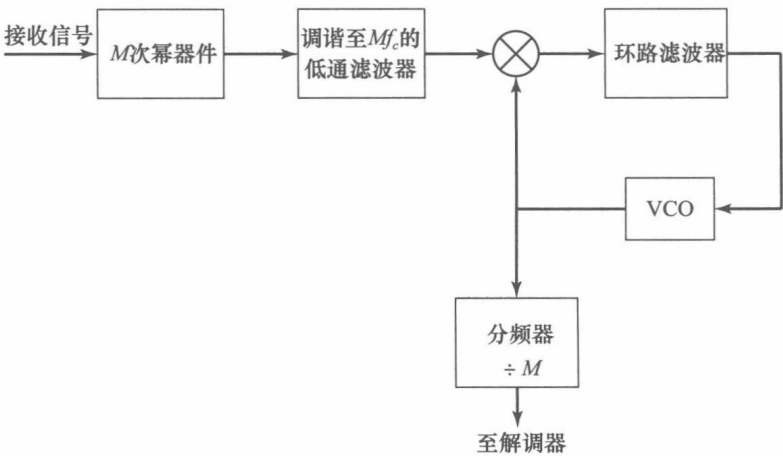 接收信号
M次幂器件
调谐至Mf_c的
低通滤波器
环路滤波器
VCO
分频器
÷ M
至解调器